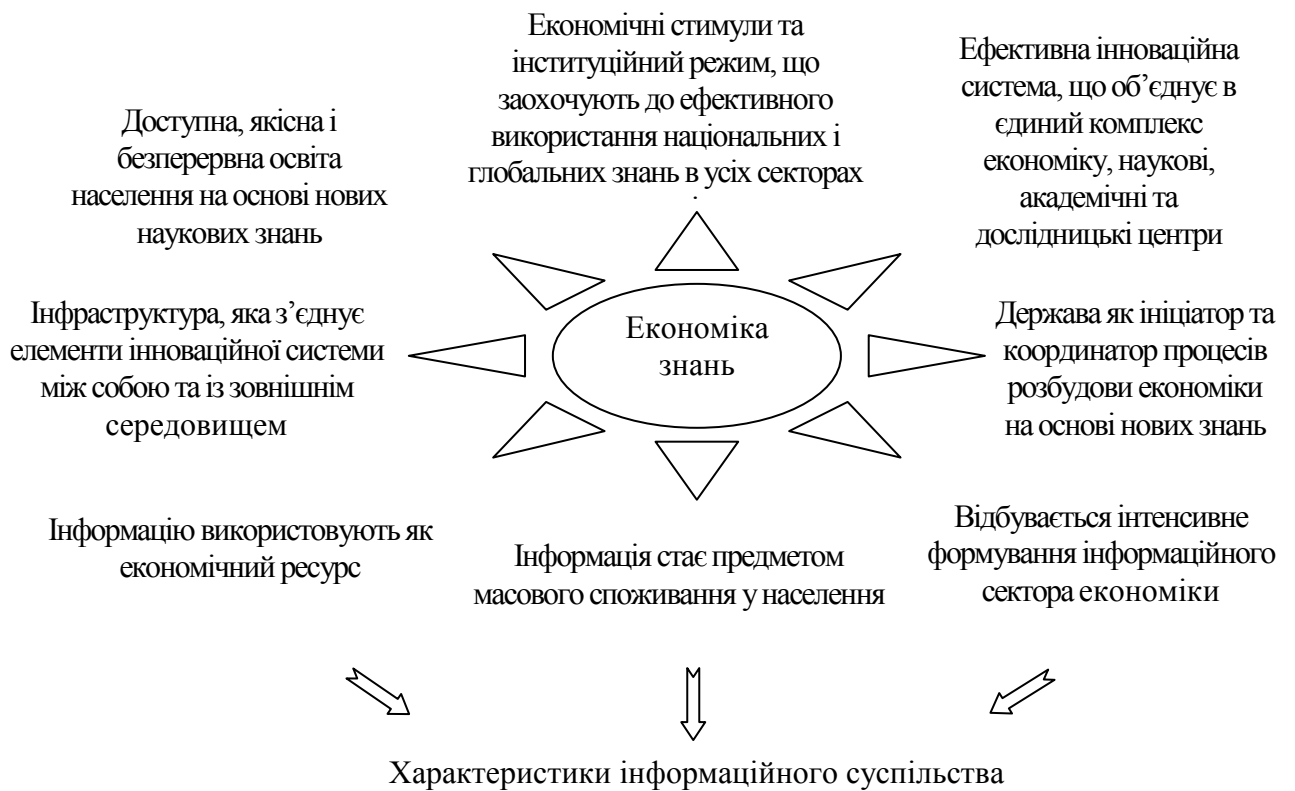 Економічні стимули та
інституційний режим, що
заохочують до ефективного
використання національних і
глобальних знань в усіх секторах
.
Ефективна інноваційна
система, що об’єднує в
єдиний комплекс
економіку, наукові,
академічні та
дослідницькі центри
Доступна, якісна і
безперервна освіта
населення на основі нових
наукових знань
Інфраструктура, яка з’єднує
елементи інноваційної системи
між собою та із зовнішнім
середовищем
Економіка
знань
Держава як ініціатор та
координатор процесів
розбудови економіки
на основі нових знань
Інформацію використовують як
економічний ресурс
Інформація стає предметом
масового споживання у населення
Відбувається інтенсивне
формування інформаційного
сектора економіки
Характеристики інформаційного суспільства